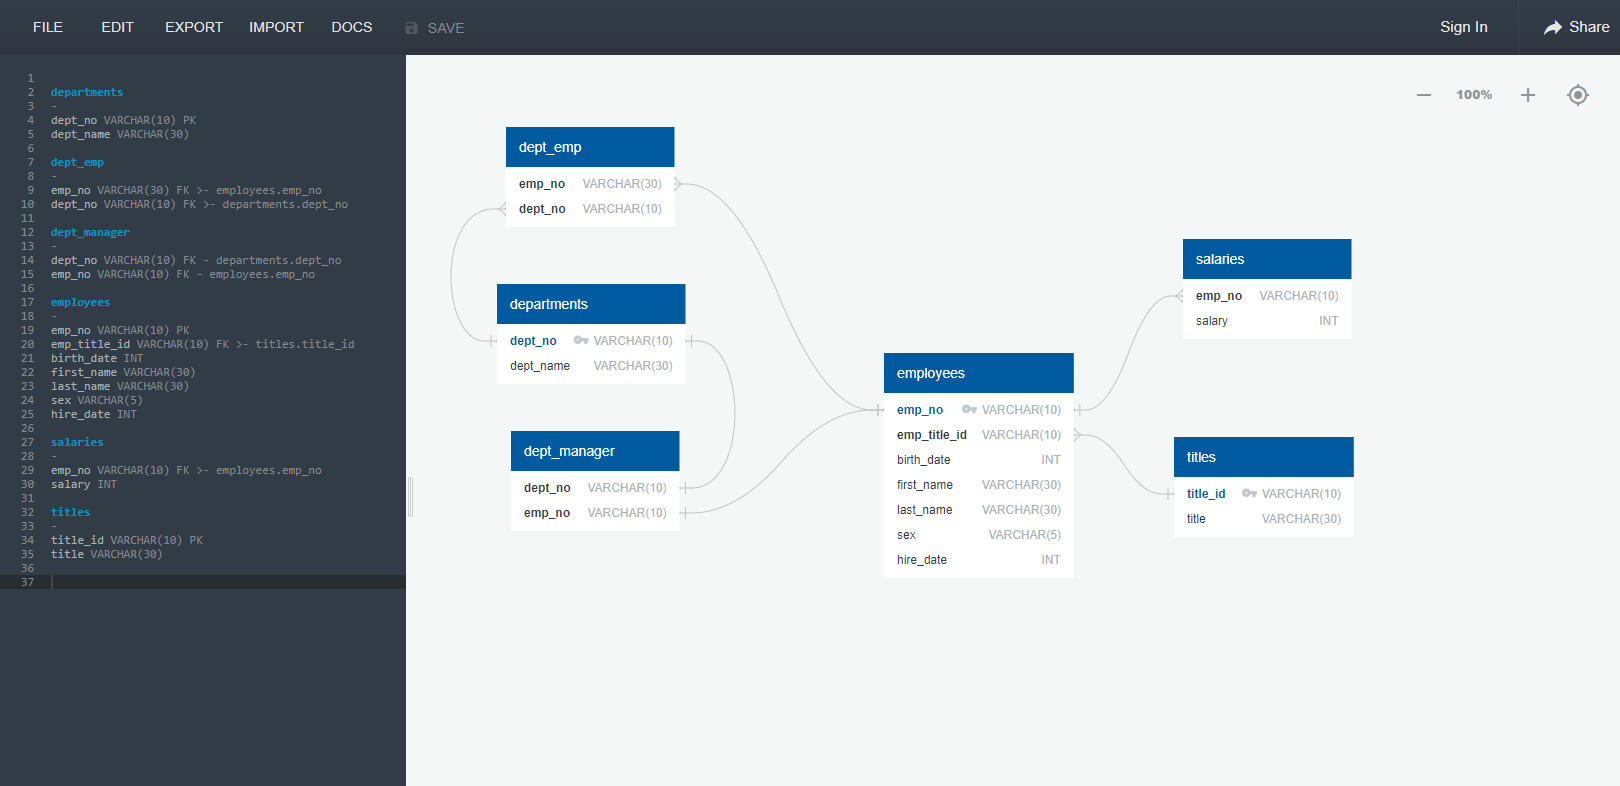 FILE EDIT EXPORT IMPORT DOCS SAVE Sign In Share
1
2 departments
3 -
4 dept_no VARCHAR(10) PK
5 dept_name VARCHAR(30)
6
7 dept_emp
8 -
9 emp_no VARCHAR(30) FK >- employees.emp_no
10 dept_no VARCHAR(10) FK >- departments.dept_no
11
12 dept_manager
13 -
14 dept_no VARCHAR(10) FK - departments.dept_no
15 emp_no VARCHAR(10) FK - employees.emp_no
16
17 employees
18 -
19 emp_no VARCHAR(10) PK
20 emp_title_id VARCHAR(10) FK >- titles.title_id
21 birth_date INT
22 first_name VARCHAR(30)
23 last_name VARCHAR(30)
24 sex VARCHAR(5)
25 hire_date INT
26
27 salaries
28 -
29 emp_no VARCHAR(10) FK >- employees.emp_no
30 salary INT
31
32 titles
33 -
34 title_id VARCHAR(10) PK
35 title VARCHAR(30)
36
37
100%
dept_emp
emp_no VARCHAR(30)
dept_no VARCHAR(10)
departments
dept_no VARCHAR(10)
dept_name VARCHAR(30)
dept_manager
dept_no VARCHAR(10)
emp_no VARCHAR(10)
employees
emp_no VARCHAR(10)
emp_title_id VARCHAR(10)
birth_date INT
first_name VARCHAR(30)
last_name VARCHAR(30)
sex VARCHAR(5)
hire_date INT
salaries
emp_no VARCHAR(10)
salary INT
titles
title_id VARCHAR(10)
title VARCHAR(30)